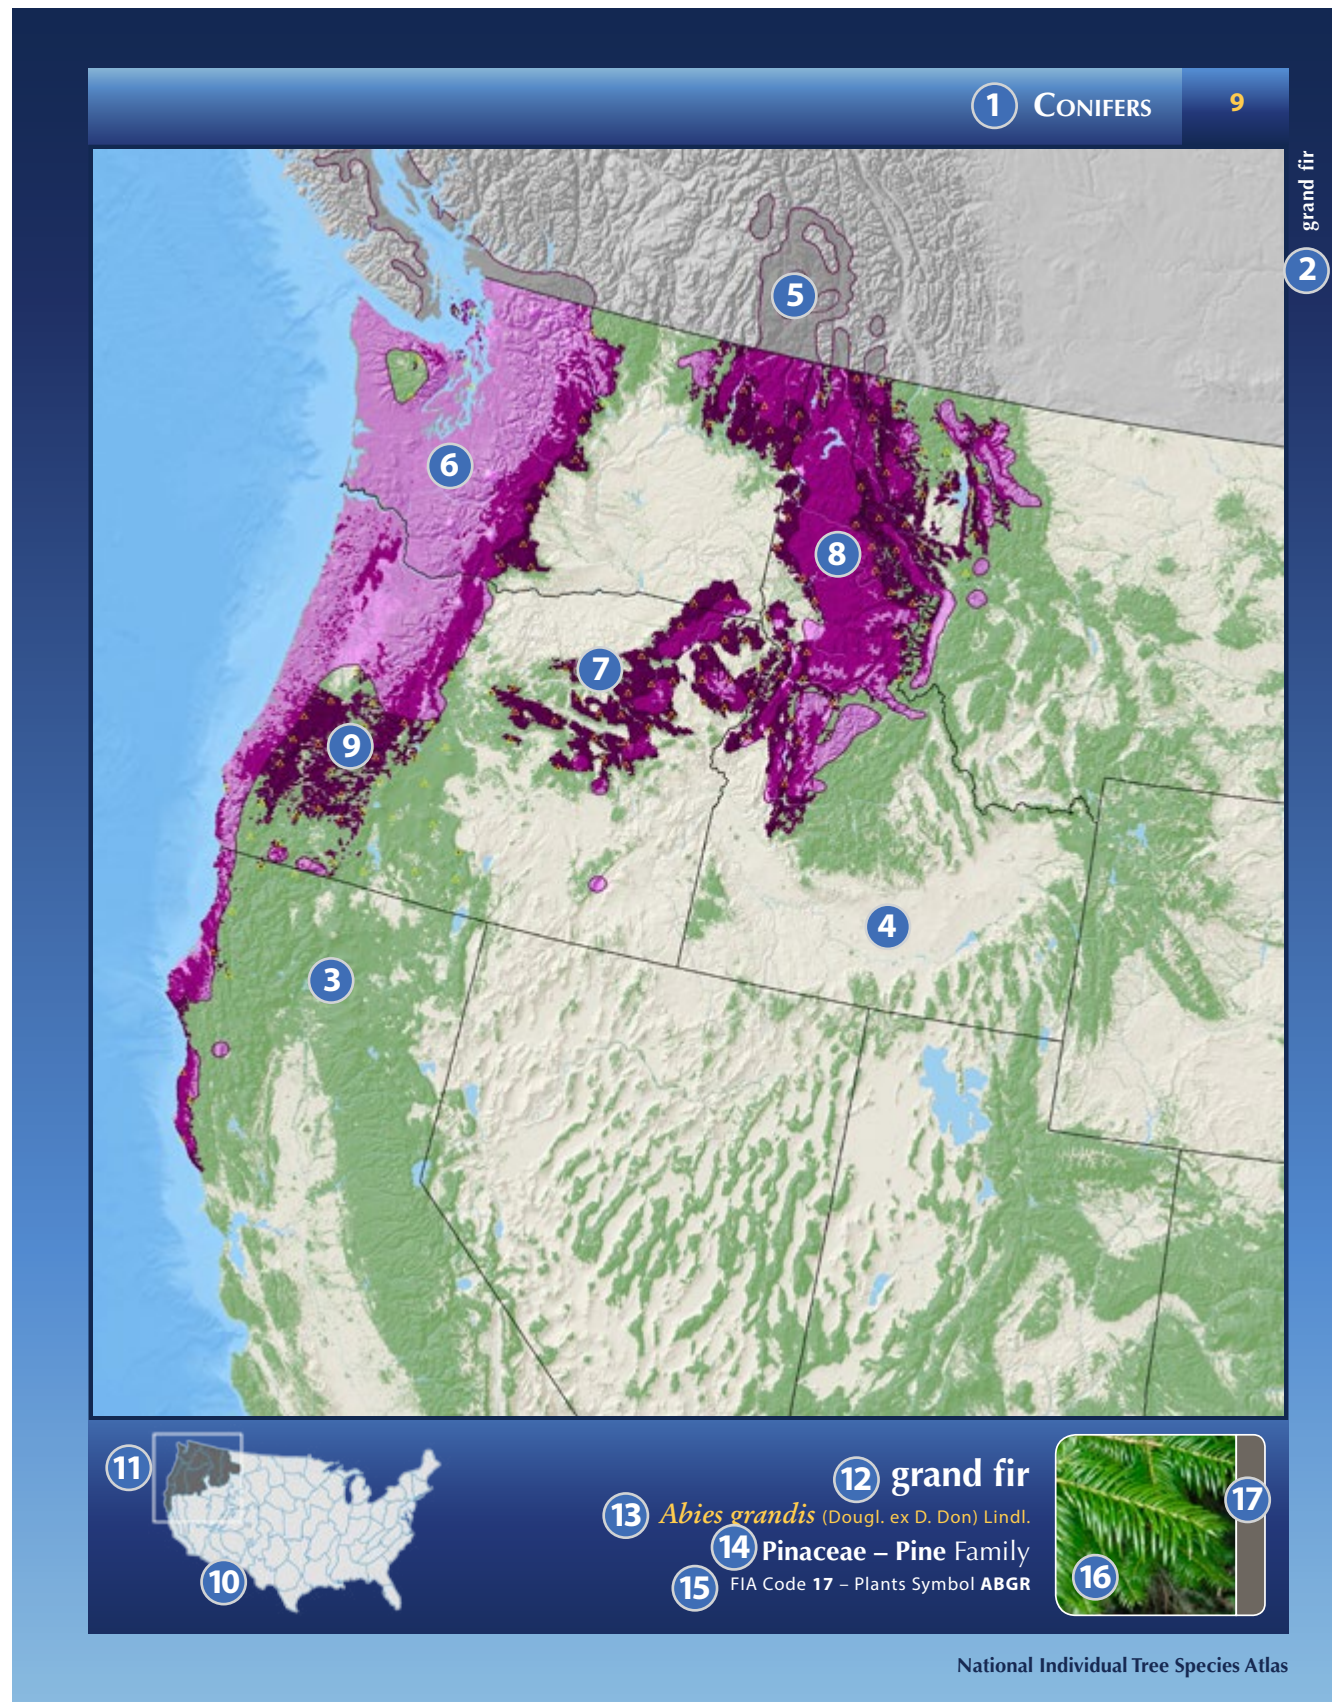 1 Conifers 9
grand fir
2
5
6
8
7
9
4
3
11
10
12 grand fir
13 Abies grandis (Dougl. ex D. Don) Lindl.
14 Pinaceae – Pine Family
15 FIA Code 17 – Plants Symbol ABGR
17
16
National Individual Tree Species Atlas